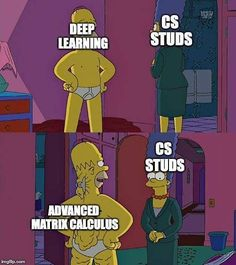 DEEP
LEARNING
CS
STUDS
CS
STUDS
ADVANCED
MATRIX CALCULUS
imgflip.com